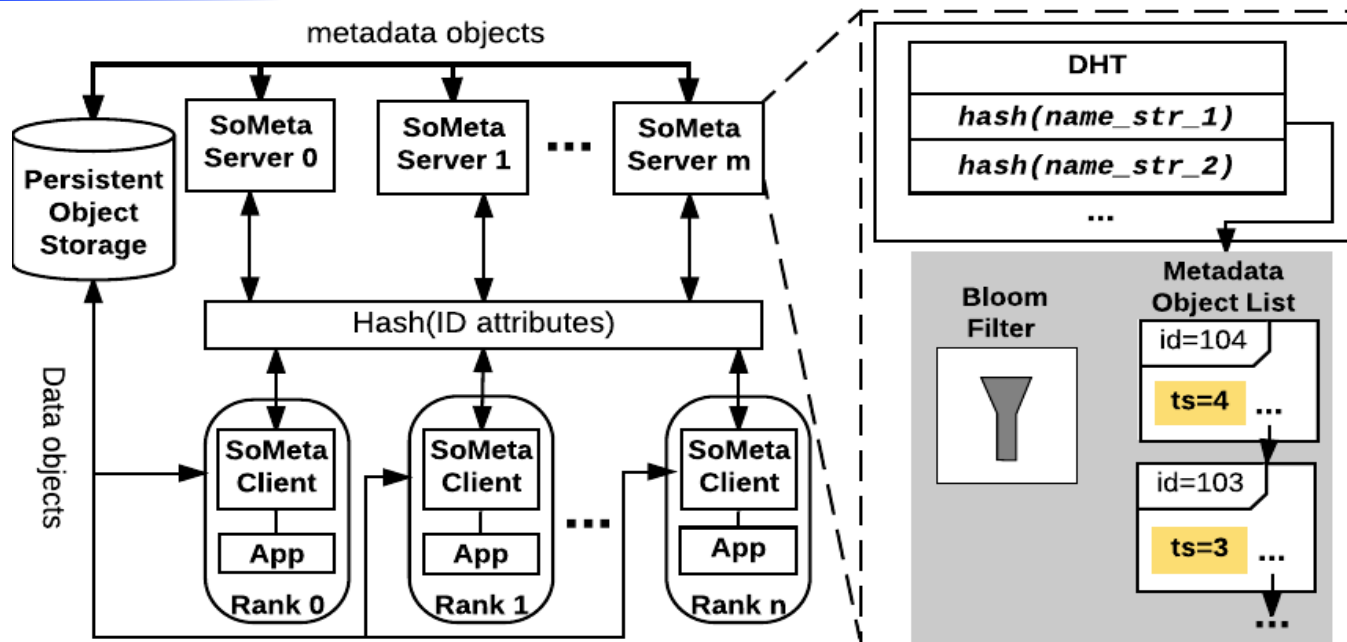 metadata objects
SoMeta
Server 0
SoMeta
Server 1
...
SoMeta
Server m
Persistent
Object
Storage
Hash(ID attributes)
Data objects
SoMeta
Client
App
Rank 0
SoMeta
Client
App
Rank 1
...
SoMeta
Client
App
Rank n
DHT
hash(name_str_1)
hash(name_str_2)
...
Bloom
Filter
Metadata
Object List
id=104
ts=4 ...
id=103
ts=3 ...
...